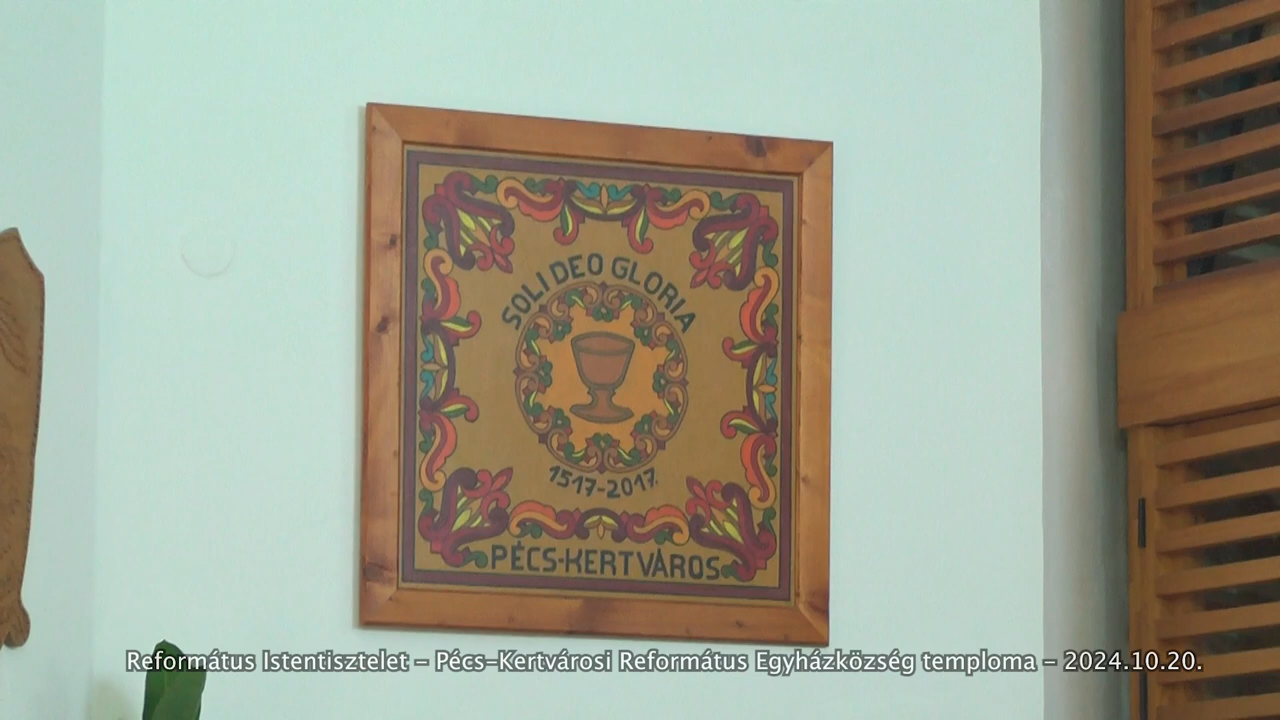 SOLI DEO GLORIA
1517-2017.
PÉCS-KERTVÁROS
Református Istentisztelet – Pécs-Kertvárosi Református Egyházközség temploma – 2024.10.20.